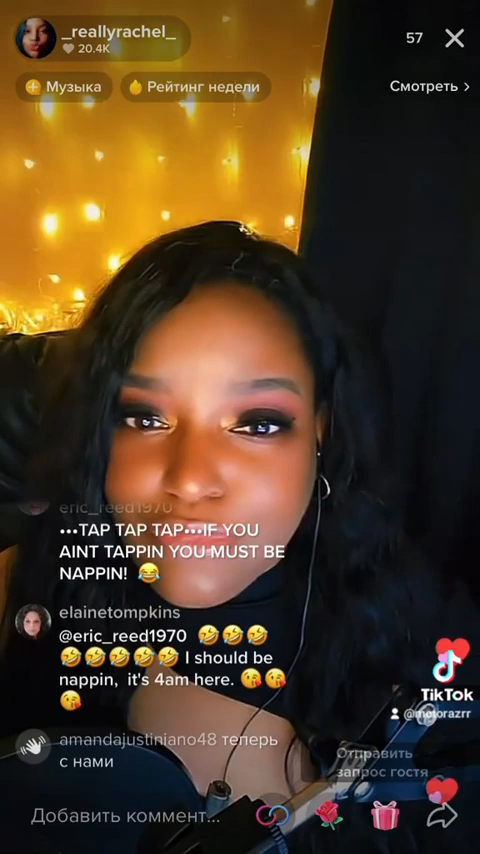 _reallyrachel_
20.4K
57
Музыка
Рейтинг недели
Смотреть >
eric_reed1970
•••TAP TAP TAP•••IF YOU
AINT TAPPIN YOU MUST BE
NAPPIN! 😂
elainetompkins
@eric_reed1970 🤣🤣🤣
🤣🤣🤣🤣🤣 I should be
nappin, it's 4am here. 😘😘
😘
TikTok
@motorazrr
amandajustiniano48 теперь
с нами
Отправить
запрос гостя
Добавить коммент...